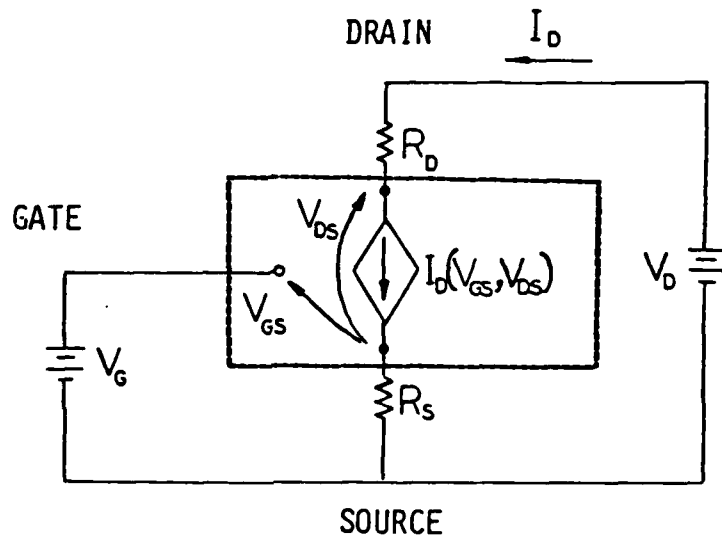 DRAIN
I_D
R_D
GATE
V_DS
I_D(V_GS, V_DS)
V_D
V_GS
V_G
R_S
SOURCE